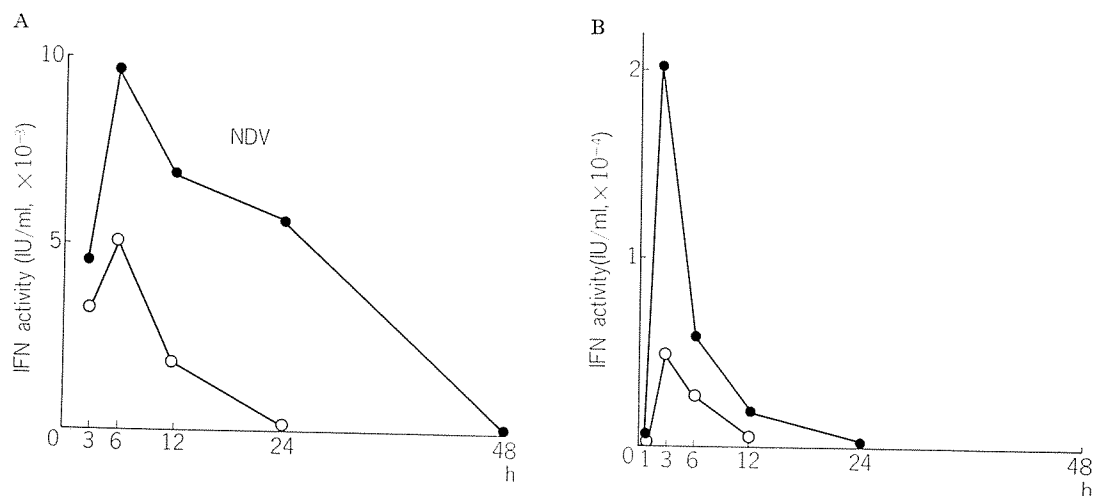 A
10
5
0
3 6 12 24 48
h
IFN activity (IU/ml, ×10⁻³)
NDV
B
2
1
0 1 3 6 12 24 48
h
IFN activity(IU/ml,×10⁻⁴)